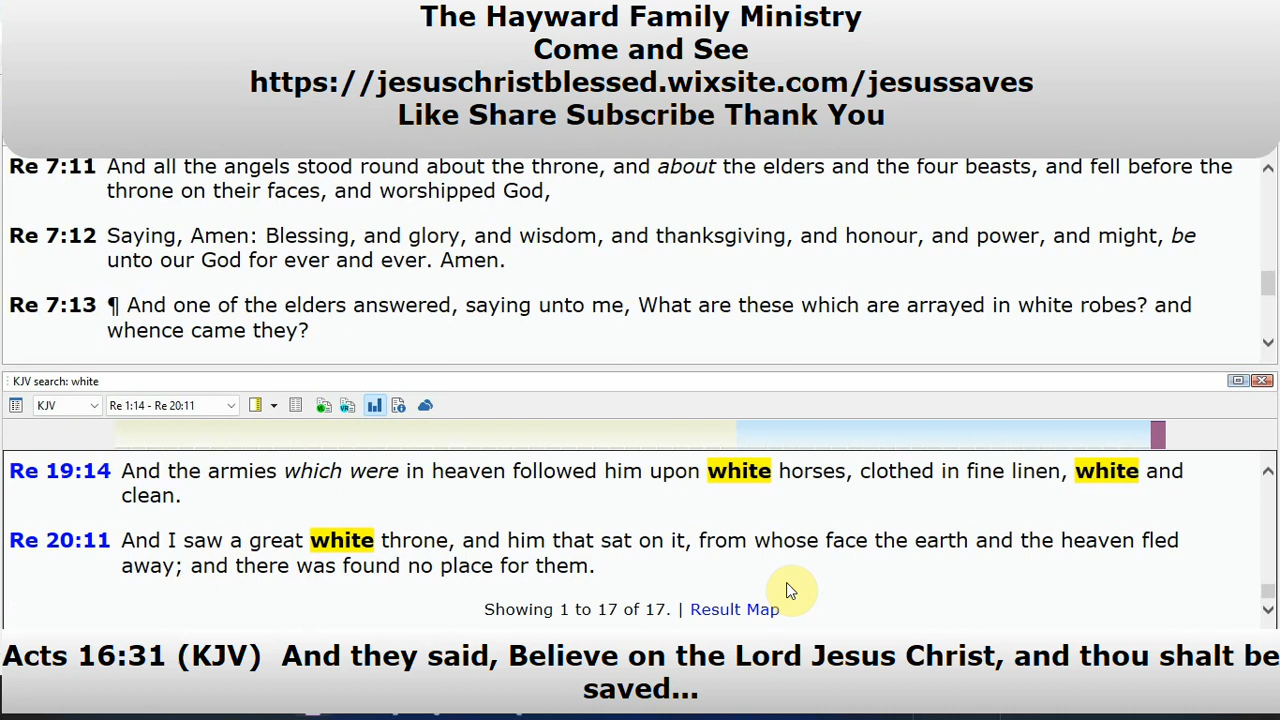 The Hayward Family Ministry
Come and See
https://jesuschristblessed.wixsite.com/jesussaves
Like Share Subscribe Thank You
Re 7:11 And all the angels stood round about the throne, and about the elders and the four beasts, and fell before the
throne on their faces, and worshipped God,
Re 7:12 Saying, Amen: Blessing, and glory, and wisdom, and thanksgiving, and honour, and power, and might, be
unto our God for ever and ever. Amen.
Re 7:13 ¶ And one of the elders answered, saying unto me, What are these which are arrayed in white robes? and
whence came they?
KJV search: white
KJV Re 1:14 - Re 20:11
Re 19:14 And the armies which were in heaven followed him upon white horses, clothed in fine linen, white and
clean.
Re 20:11 And I saw a great white throne, and him that sat on it, from whose face the earth and the heaven fled
away; and there was found no place for them.
Showing 1 to 17 of 17. | Result Map
Acts 16:31 (KJV) And they said, Believe on the Lord Jesus Christ, and thou shalt be
saved...